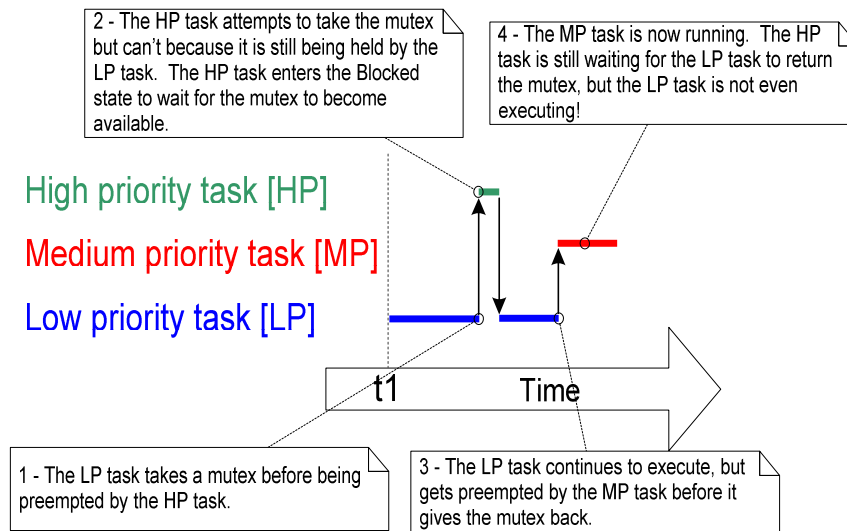 2 - The HP task attempts to take the mutex
but can't because it is still being held by the
LP task.  The HP task enters the Blocked
state to wait for the mutex to become
available.
4 - The MP task is now running.  The HP
task is still waiting for the LP task to return
the mutex, but the LP task is not even
executing!
High priority task [HP]
Medium priority task [MP]
Low priority task [LP]
t1 Time
1 - The LP task takes a mutex before being
preempted by the HP task.
3 - The LP task continues to execute, but
gets preempted by the MP task before it
gives the mutex back.